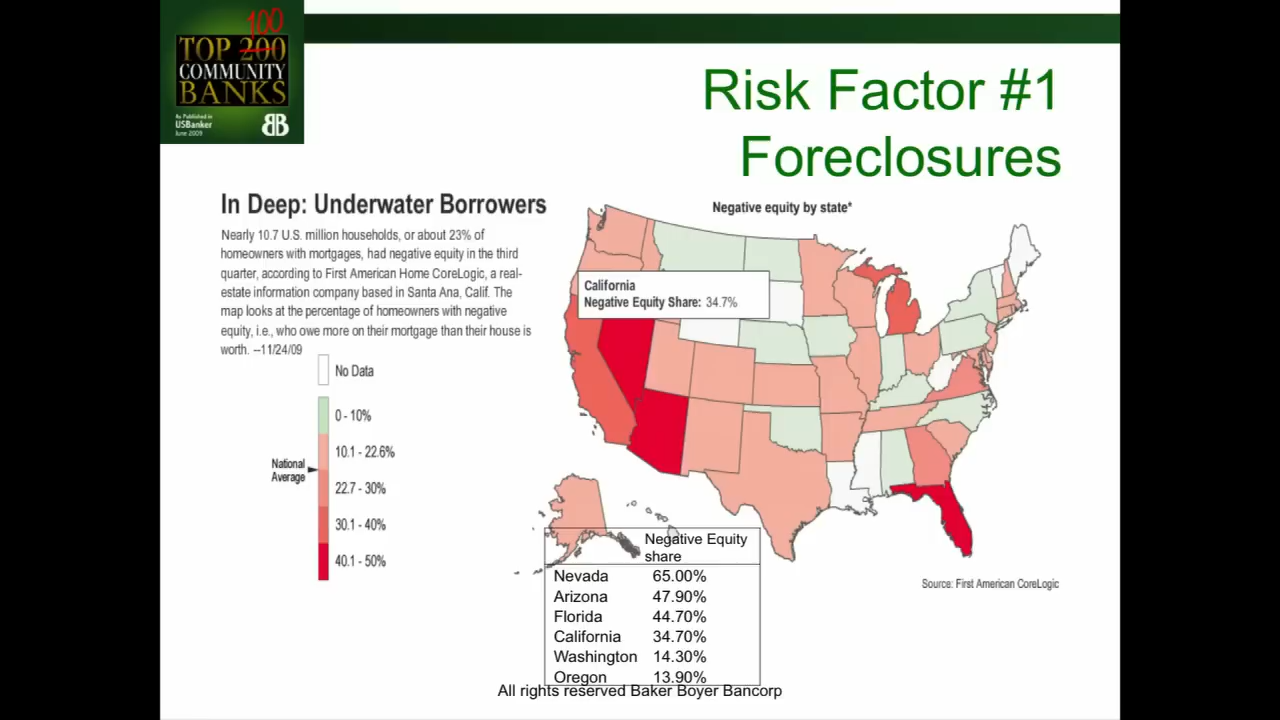 100
TOP 200
COMMUNITY
BANKS
As Published in
USBanker
June 2009
BB
Risk Factor #1
Foreclosures
In Deep: Underwater Borrowers
Nearly 10.7 U.S. million households, or about 23% of
homeowners with mortgages, had negative equity in the third
quarter, according to First American Home CoreLogic, a real-
estate information company based in Santa Ana, Calif. The
map looks at the percentage of homeowners with negative
equity, i.e., who owe more on their mortgage than their house is
worth. --11/24/09
No Data
0 - 10%
10.1 - 22.6%
National
Average
22.7 - 30%
30.1 - 40%
40.1 - 50%
Negative equity by state*
California
Negative Equity Share: 34.7%
Negative Equity
share
Nevada 65.00%
Arizona 47.90%
Florida 44.70%
California 34.70%
Washington 14.30%
Oregon 13.90%
Source: First American CoreLogic
All rights reserved Baker Boyer Bancorp